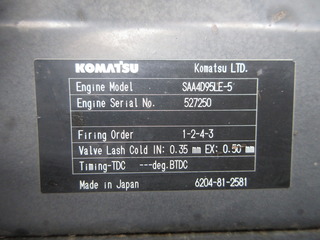 KOMATSU Komatsu LTD.
Engine Model SAA4D95LE-5
Engine Serial No. 527250
Firing Order 1-2-4-3
Valve Lash Cold IN: 0.35 mm EX: 0.50 mm
Timing-TDC ---deg.BTDC
Made in Japan 6204-81-2581